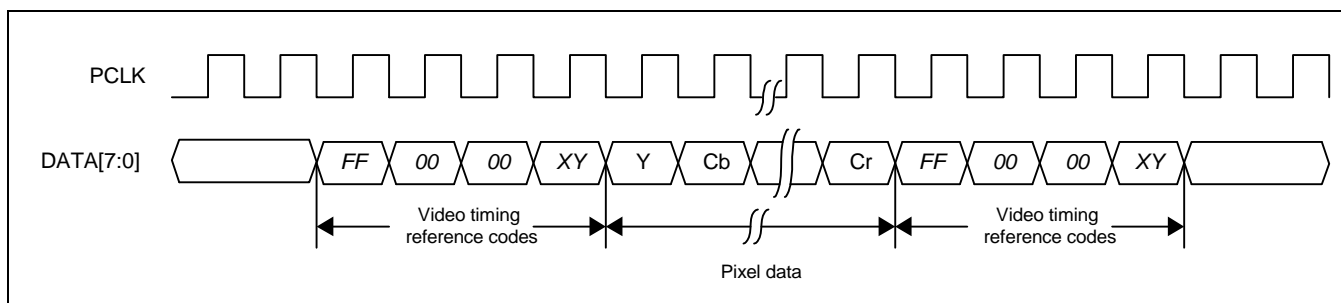 PCLK
DATA[7:0] FF 00 00 XY Y Cb Cr FF 00 00 XY
Video timing Video timing
reference codes reference codes
Pixel data